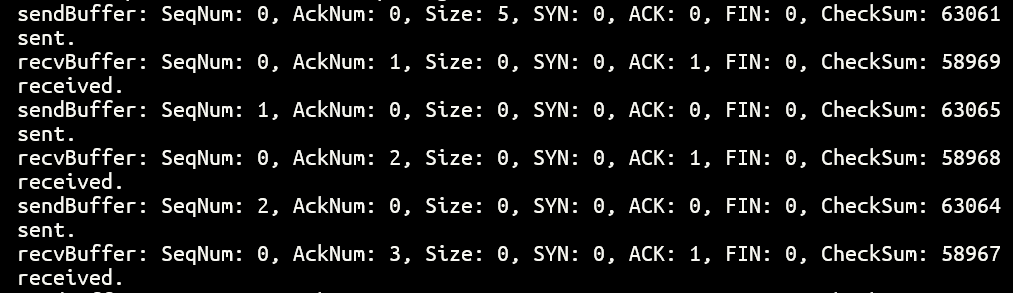 sendBuffer: SeqNum: 0, AckNum: 0, Size: 5, SYN: 0, ACK: 0, FIN: 0, CheckSum: 63061
sent.
recvBuffer: SeqNum: 0, AckNum: 1, Size: 0, SYN: 0, ACK: 1, FIN: 0, CheckSum: 58969
received.
sendBuffer: SeqNum: 1, AckNum: 0, Size: 0, SYN: 0, ACK: 0, FIN: 0, CheckSum: 63065
sent.
recvBuffer: SeqNum: 0, AckNum: 2, Size: 0, SYN: 0, ACK: 1, FIN: 0, CheckSum: 58968
received.
sendBuffer: SeqNum: 2, AckNum: 0, Size: 0, SYN: 0, ACK: 0, FIN: 0, CheckSum: 63064
sent.
recvBuffer: SeqNum: 0, AckNum: 3, Size: 0, SYN: 0, ACK: 1, FIN: 0, CheckSum: 58967
received.